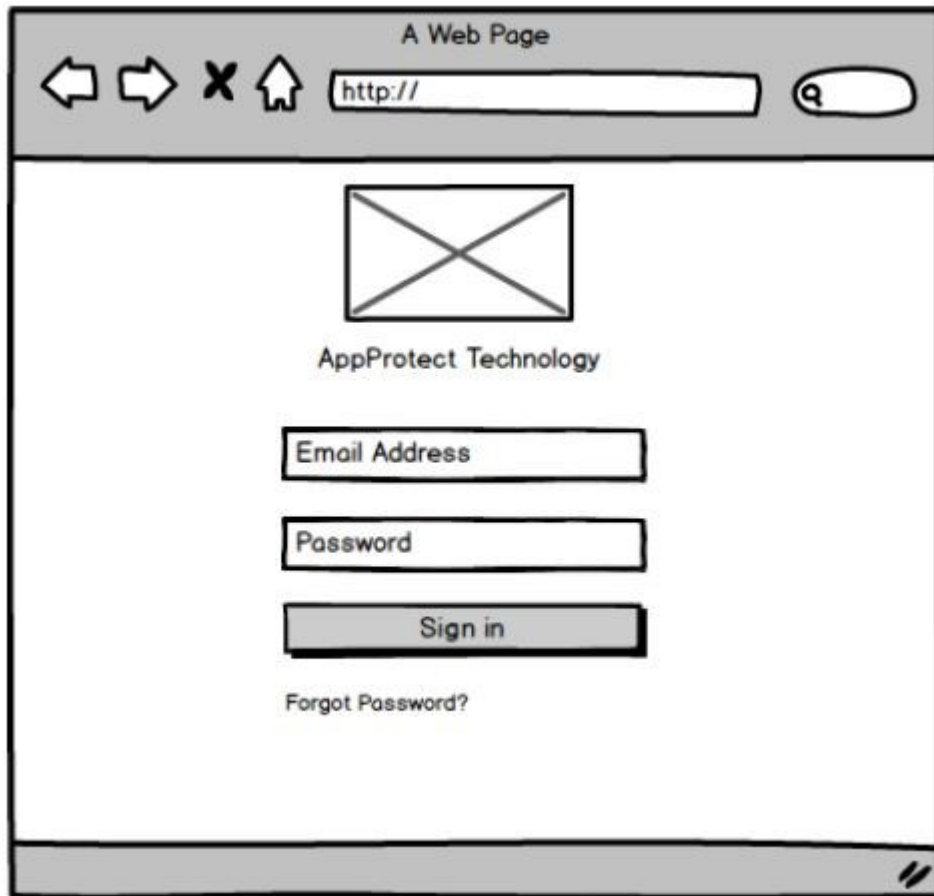 A Web Page
http://
AppProtect Technology
Email Address
Password
Sign in
Forgot Password?